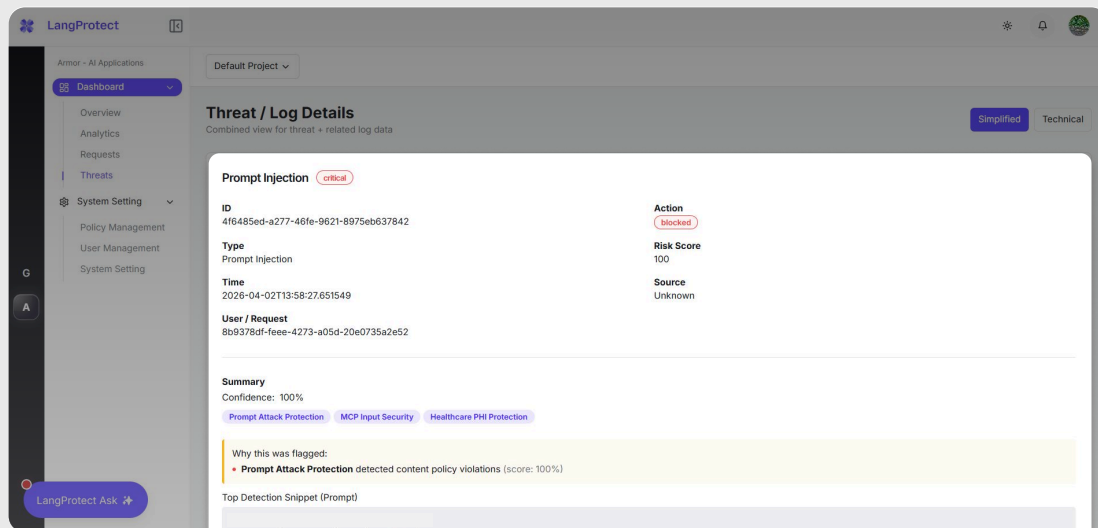 LangProtect
Armor - AI Applications
Dashboard
Overview
Analytics
Requests
Threats
System Setting
Policy Management
User Management
System Setting
G
A
LangProtect Ask
Default Project
Threat / Log Details
Combined view for threat + related log data
Simplified
Technical
Prompt Injection critical
ID
4f6485ed-a277-46fe-9621-8975eb637842
Action
blocked
Type
Prompt Injection
Risk Score
100
Time
2026-04-02T13:58:27.651549
Source
Unknown
User / Request
8b9378df-feee-4273-a05d-20e0735a2e52
Summary
Confidence: 100%
Prompt Attack Protection MCP Input Security Healthcare PHI Protection
Why this was flagged:
• Prompt Attack Protection detected content policy violations (score: 100%)
Top Detection Snippet (Prompt)